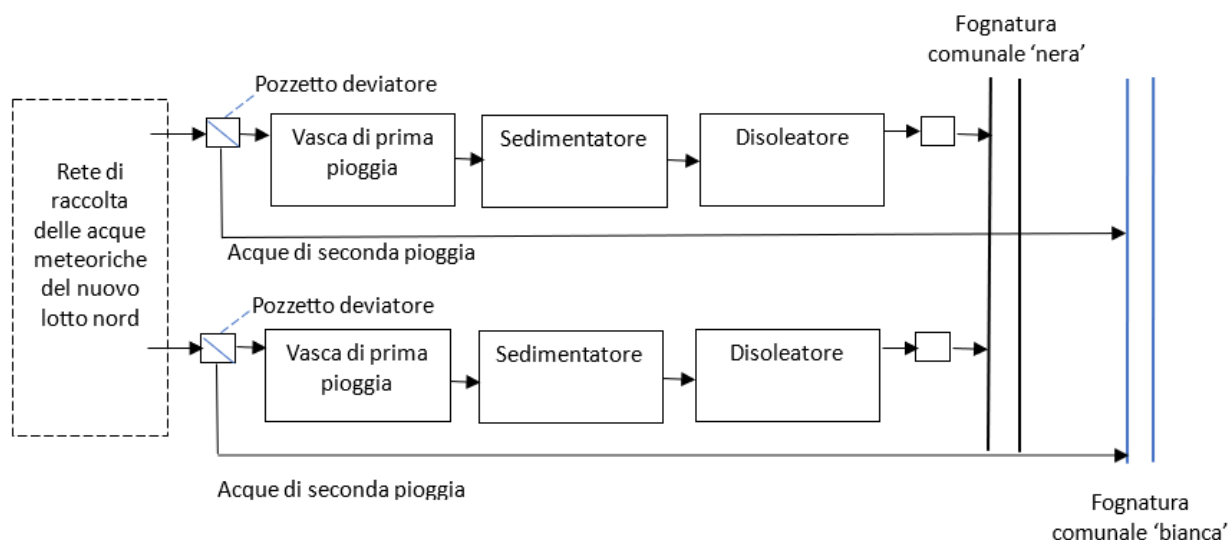 Fognatura
comunale ‘nera’
Pozzetto deviatore
Vasca di prima
pioggia
Sedimentatore
Disoleatore
Rete di
raccolta
delle acque
meteoriche
del nuovo
lotto nord
Acque di seconda pioggia
Pozzetto deviatore
Vasca di prima
pioggia
Sedimentatore
Disoleatore
Acque di seconda pioggia
Fognatura
comunale ‘bianca’